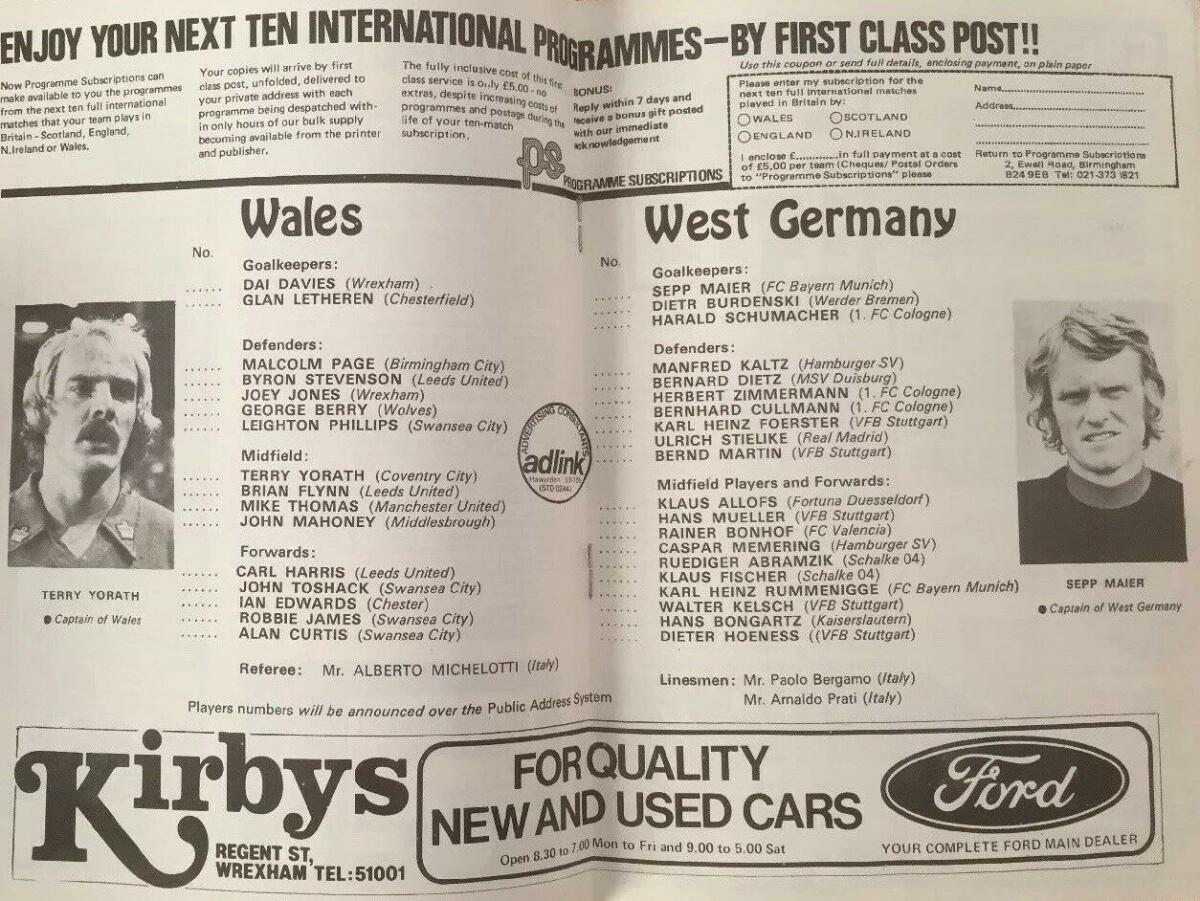 ENJOY YOUR NEXT TEN INTERNATIONAL PROGRAMMES—BY FIRST CLASS POST!!
Now Programme Subscriptions can
make available to you the programmes
from the next ten full international
matches that your team plays in
Britain - Scotland, England,
N.Ireland or Wales.
Your copies will arrive by first
class post, unfolded, delivered to
your private address with each
programme being despatched with-
in only hours of our bulk supply
becoming available from the printer
and publisher.
The fully inclusive cost of this first
class service is only £5.00 - no
extras, despite increasing costs of
programmes and postage during the
life of your ten-match
subscription.
BONUS:
Reply within 7 days and
receive a bonus gift posted
with our immediate
acknowledgement
ps
PROGRAMME SUBSCRIPTIONS
Use this coupon or send full details, enclosing payment, on plain paper
Please enter my subscription for the
next ten full international matches
played in Britain by:
WALES SCOTLAND
ENGLAND N.IRELAND
I enclose £.............in full payment at a cost
of £5.00 per team (Cheques/ Postal Orders
to "Programme Subscriptions" please
Name
Address
Return to Programme Subscriptions
2, Ewell Road, Birmingham
B24 9EB Tel: 021-373 1821
Wales
No.
Goalkeepers:
...... DAI DAVIES (Wrexham)
...... GLAN LETHEREN (Chesterfield)
Defenders:
...... MALCOLM PAGE (Birmingham City)
...... BYRON STEVENSON (Leeds United)
...... JOEY JONES (Wrexham)
...... GEORGE BERRY (Wolves)
...... LEIGHTON PHILLIPS (Swansea City)
Midfield:
...... TERRY YORATH (Coventry City)
...... BRIAN FLYNN (Leeds United)
...... MIKE THOMAS (Manchester United)
...... JOHN MAHONEY (Middlesbrough)
Forwards:
...... CARL HARRIS (Leeds United)
...... JOHN TOSHACK (Swansea City)
...... IAN EDWARDS (Chester)
...... ROBBIE JAMES (Swansea City)
...... ALAN CURTIS (Swansea City)
Referee: Mr. ALBERTO MICHELOTTI (Italy)
TERRY YORATH
● Captain of Wales
ADVERTISING CONSULTANTS
adlink
Hawarden
(STD 0244)
West Germany
No.
Goalkeepers:
...... SEPP MAIER (FC Bayern Munich)
...... DIETR BURDENSKI (Werder Bremen)
...... HARALD SCHUMACHER (1. FC Cologne)
Defenders:
...... MANFRED KALTZ (Hamburger SV)
...... BERNARD DIETZ (MSV Duisburg)
...... HERBERT ZIMMERMANN (1. FC Cologne)
...... BERNHARD CULLMANN (1. FC Cologne)
...... KARL HEINZ FOERSTER (VFB Stuttgart)
...... ULRICH STIELIKE (Real Madrid)
...... BERND MARTIN (VFB Stuttgart)
Midfield Players and Forwards:
...... KLAUS ALLOFS (Fortuna Duesseldorf)
...... HANS MUELLER (VFB Stuttgart)
...... RAINER BONHOF (FC Valencia)
...... CASPAR MEMERING (Hamburger SV)
...... RUEDIGER ABRAMZIK (Schalke 04)
...... KLAUS FISCHER (Schalke 04)
...... KARL HEINZ RUMMENIGGE (FC Bayern Munich)
...... WALTER KELSCH (VFB Stuttgart)
...... HANS BONGARTZ (Kaiserslautern)
...... DIETER HOENESS ((VFB Stuttgart)
Linesmen: Mr. Paolo Bergamo (Italy)
Mr. Arnaldo Prati (Italy)
SEPP MAIER
● Captain of West Germany
Players numbers will be announced over the Public Address System
Kirbys
REGENT ST,
WREXHAM TEL:51001
FOR QUALITY
NEW AND USED CARS
Open 8.30 to 7.00 Mon to Fri and 9.00 to 5.00 Sat
Ford
YOUR COMPLETE FORD MAIN DEALER